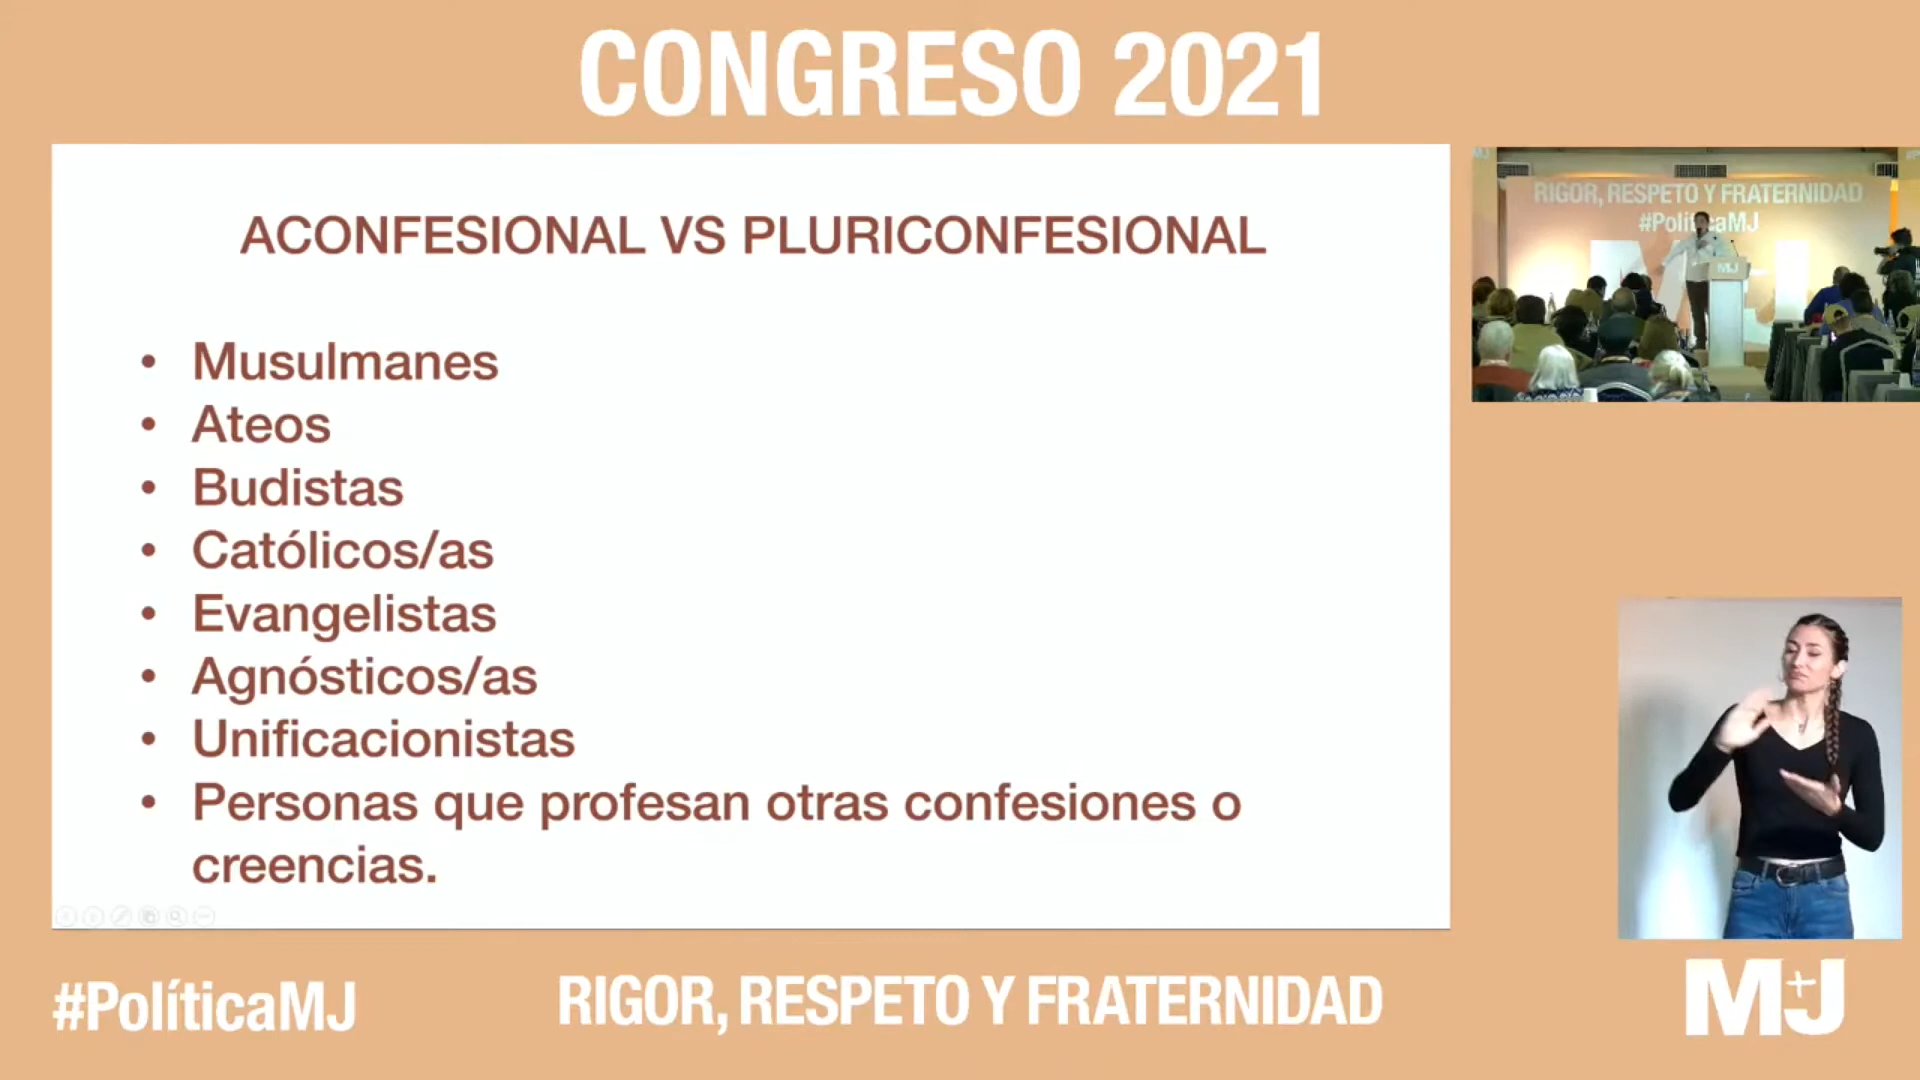 CONGRESO 2021
ACONFESIONAL VS PLURICONFESIONAL
• Musulmanes
• Ateos
• Budistas
• Católicos/as
• Evangelistas
• Agnósticos/as
• Unificacionistas
• Personas que profesan otras confesiones o
creencias.
RIGOR, RESPETO Y FRATERNIDAD
#PolíticaMJ
MJ
#PolíticaMJ
RIGOR, RESPETO Y FRATERNIDAD
M+J